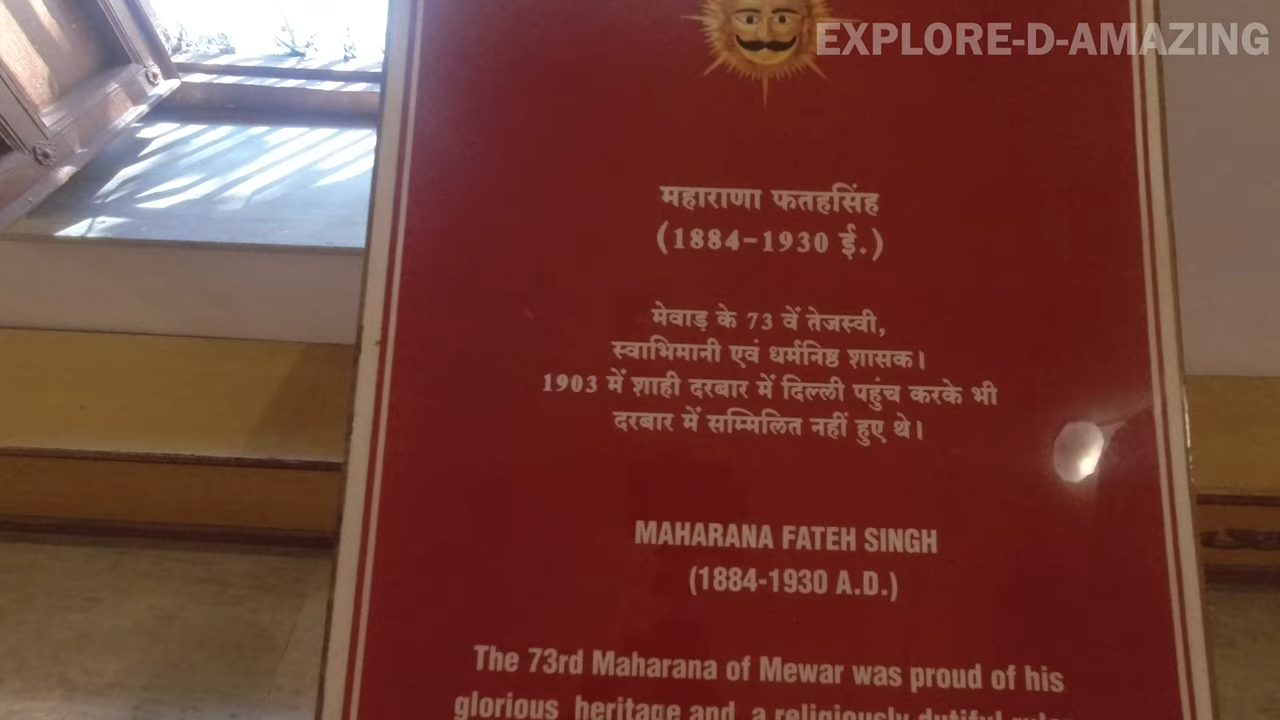 EXPLORE-D-AMAZING
महाराणा फतहसिंह
(1884-1930 ई.)
मेवाड़ के 73 वें तेजस्वी,
स्वाभिमानी एवं धर्मनिष्ठ शासक।
1903 में शाही दरबार में दिल्ली पहुंच करके भी
दरबार में सम्मिलित नहीं हुए थे।
MAHARANA FATEH SINGH
(1884-1930 A.D.)
The 73rd Maharana of Mewar was proud of his
glorious heritage and a religiously dutiful